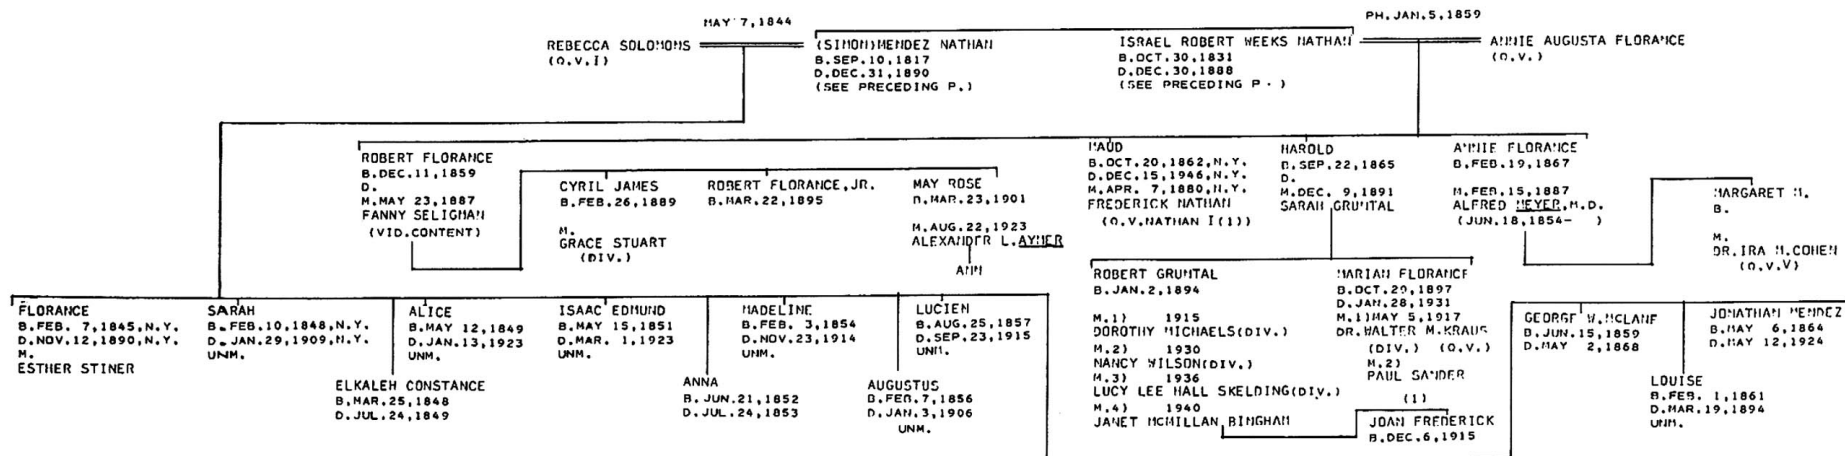 MAY 7,1844
PH.JAN.5,1859
REBECCA SOLOMONS
(Q.V.I)
(SIMON)MENDEZ NATHAN
B.SEP.10,1817
D.DEC.31,1890
(SEE PRECEDING P.)
ISRAEL ROBERT WEEKS NATHAN
B.OCT.30,1831
D.DEC.30,1888
(SEE PRECEDING P.)
ANNIE AUGUSTA FLORANCE
(Q.V.)
ROBERT FLORANCE
B.DEC.11,1859
D.
M.MAY 23,1887
FANNY SELIGMAN
(VID.CONTENT)
CYRIL JAMES
B.FEB.26,1889
M.
GRACE STUART
(DIV.)
ROBERT FLORANCE,JR.
B.MAR.22,1895
MAY ROSE
B.MAR.23,1901
M.AUG.22,1923
ALEXANDER L.AYMER
ANN
MAUD
B.OCT.20,1862,N.Y.
D.DEC.15,1946,N.Y.
M.APR. 7,1880,N.Y.
FREDERICK NATHAN
(Q.V.NATHAN I(1))
HAROLD
B.SEP.22,1865
D.
M.DEC. 9,1891
SARAH GRUNTAL
ANNIE FLORANCE
B.FEB.19,1867
M.FEB.15,1887
ALFRED MEYER,M.D.
(JUN.18,1854- )
MARGARET M.
B.
M.
DR.IRA M.COHEN
(Q.V.V)
ROBERT GRUNTAL
B.JAN.2,1894
M.1) 1915
DOROTHY MICHAELS(DIV.)
M.2) 1930
NANCY WILSON(DIV.)
M.3) 1936
LUCY LEE HALL SKELDING(DIV.)
M.4) 1940
JANET MCMILLAN BINGHAM
MARIAN FLORANCE
B.OCT.29,1897
D.JAN.28,1931
M.1)MAY 5,1917
DR.WALTER M.KRAUS
(DIV.) (Q.V.)
M.2)
PAUL SANDER
(1)
JOAN FREDERICK
B.DEC.6,1915
FLORANCE
B.FEB. 7,1845,N.Y.
D.NOV.12,1890,N.Y.
M.
ESTHER STINER
SARAH
B.FEB.10,1848,N.Y.
D.JAN.29,1909,N.Y.
UNM.
ELKALEH CONSTANCE
B.MAR.25,1848
D.JUL.24,1849
ALICE
B.MAY 12,1849
D.JAN.13,1923
UNM.
ISAAC EDMUND
B.MAY 15,1851
D.MAR. 1,1923
UNM.
ANNA
B.JUN.21,1852
D.JUL.24,1853
MADELINE
B.FEB. 3,1854
D.NOV.23,1914
UNM.
AUGUSTUS
B.FEB.7,1856
D.JAN.3,1906
UNM.
LUCIEN
B.AUG.25,1857
D.SEP.23,1915
UNM.
GEORGE W.MCLANE
B.JUN.15,1859
D.MAY 2,1868
LOUISE
B.FEB. 1,1861
D.MAR.19,1894
UNM.
JONATHAN MENDEZ
B.MAY 6,1864
D.MAY 12,1924